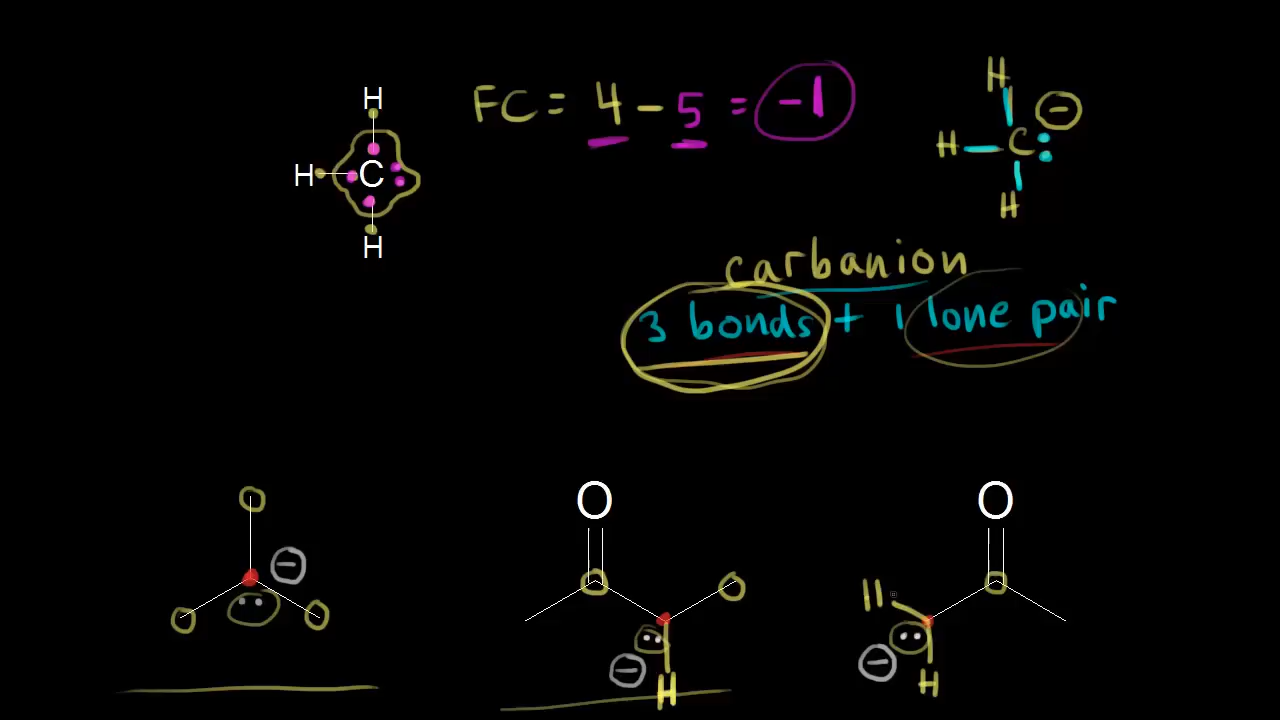 H
H C
H
FC = 4 - 5 = -1
H
H C : -
H
carbanion
3 bonds + 1 lone pair
-
O
H
-
O
H
-